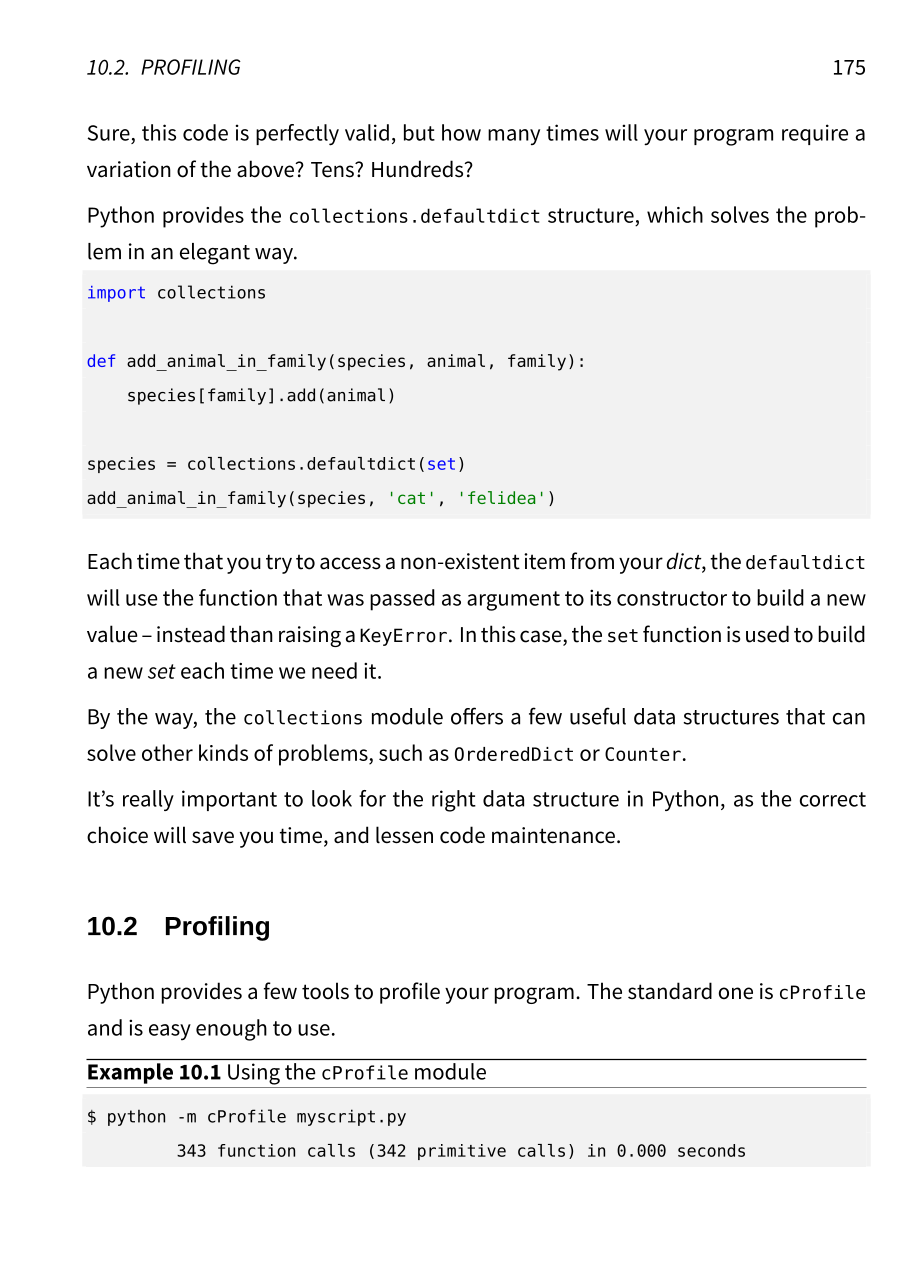 10.2. PROFILING 175
Sure, this code is perfectly valid, but how many times will your program require a
variation of the above? Tens? Hundreds?
Python provides the collections.defaultdict structure, which solves the prob-
lem in an elegant way.
import collections
def add_animal_in_family(species, animal, family):
    species[family].add(animal)
species = collections.defaultdict(set)
add_animal_in_family(species, 'cat', 'felidea')
Each time that you try to access a non-existent item from your dict, the defaultdict
will use the function that was passed as argument to its constructor to build a new
value – instead than raising a KeyError. In this case, the set function is used to build
a new set each time we need it.
By the way, the collections module offers a few useful data structures that can
solve other kinds of problems, such as OrderedDict or Counter.
It’s really important to look for the right data structure in Python, as the correct
choice will save you time, and lessen code maintenance.
10.2 Profiling
Python provides a few tools to profile your program. The standard one is cProfile
and is easy enough to use.
Example 10.1 Using the cProfile module
$ python -m cProfile myscript.py
         343 function calls (342 primitive calls) in 0.000 seconds